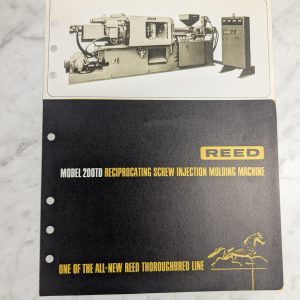 REED
MODEL 200TD RECIPROCATING SCREW INJECTION MOLDING MACHINE
ONE OF THE ALL-NEW REED THOROUGHBRED LINE